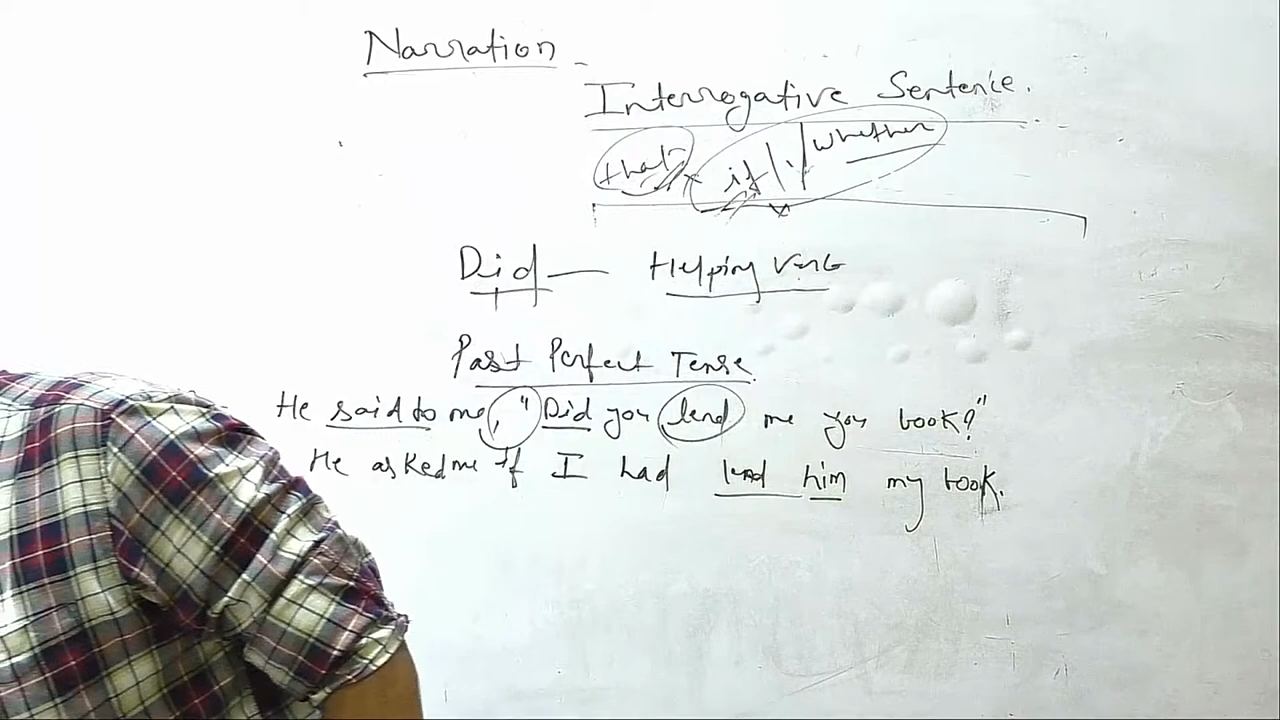 Narration
Interrogative Sentence.
that if / whether
Did — Helping Verb
Past Perfect Tense.
He said to me, "Did you lend me you book?"
He asked me if I had lend him my book.